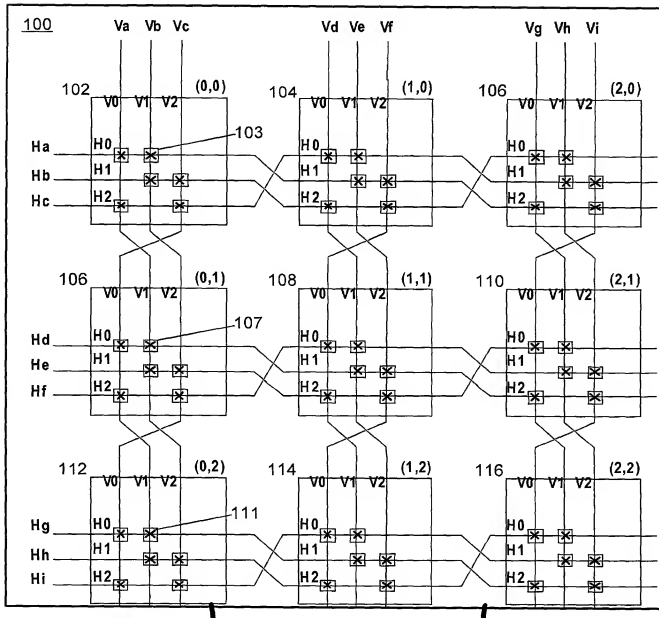 100 Va Vb Vc Vd Ve Vf Vg Vh Vi
102 V0 V1 V2 (0,0) 104 V0 V1 V2 (1,0) 106 V0 V1 V2 (2,0)
103
Ha H0 H0 H0
Hb H1 H1 H1
Hc H2 H2 H2
106 V0 V1 V2 (0,1) 108 V0 V1 V2 (1,1) 110 V0 V1 V2 (2,1)
107
Hd H0 H0 H0
He H1 H1 H1
Hf H2 H2 H2
112 V0 V1 V2 (0,2) 114 V0 V1 V2 (1,2) 116 V0 V1 V2 (2,2)
111
Hg H0 H0 H0
Hh H1 H1 H1
Hi H2 H2 H2